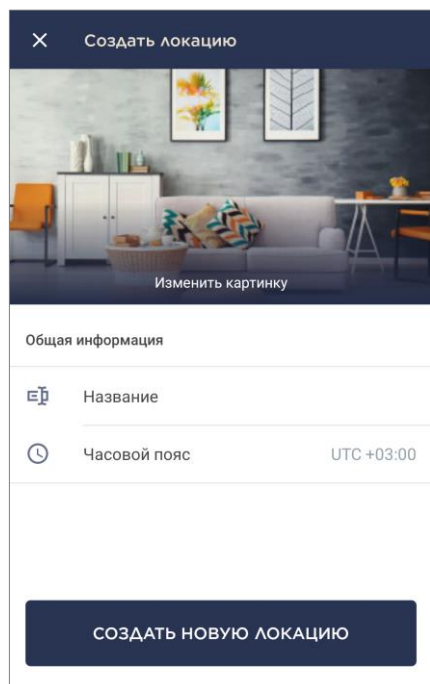 Создать локацию
Изменить картинку
Общая информация
Название
Часовой пояс UTC +03:00
СОЗДАТЬ НОВУЮ ЛОКАЦИЮ